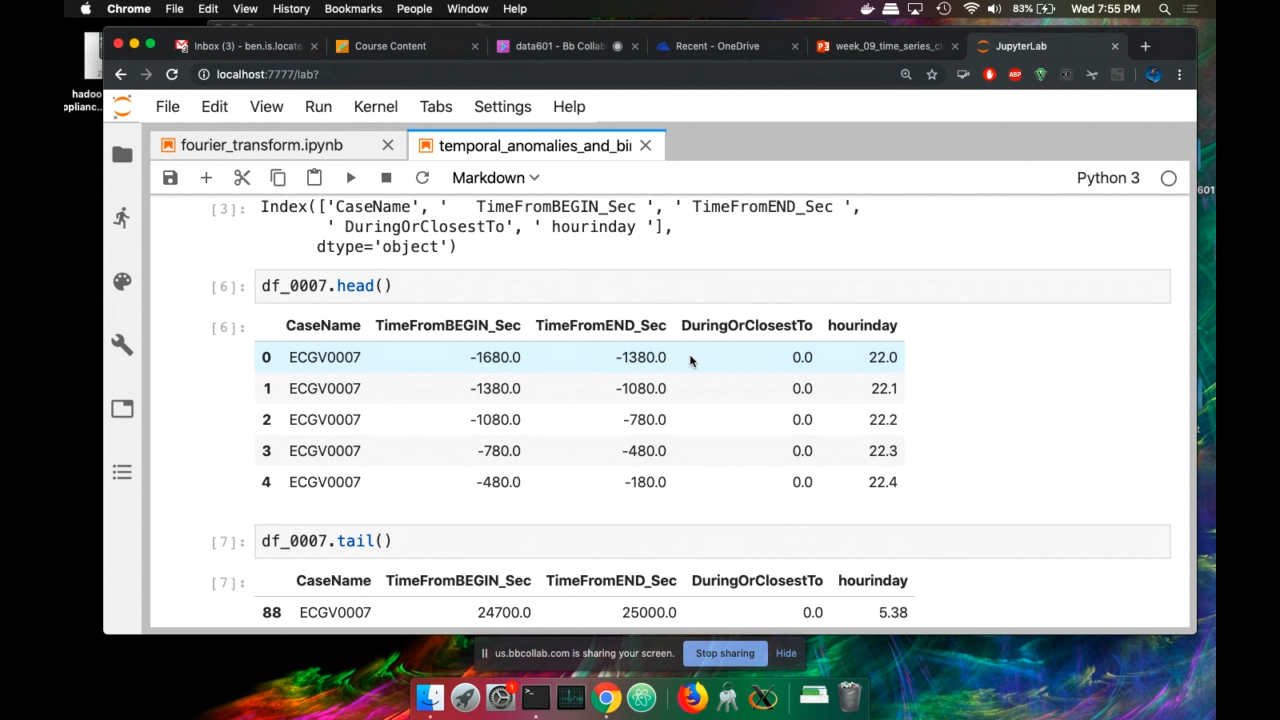 Chrome File Edit View History Bookmarks People Window Help 83% Wed 7:55 PM
hadoo
pplianc...
Inbox (3) - ben.is.locate
Course Content
data601 - Bb Collab
Recent - OneDrive
week_09_time_series_cl
JupyterLab
localhost:7777/lab?
ABP
File Edit View Run Kernel Tabs Settings Help
fourier_transform.ipynb
temporal_anomalies_and_bi
Markdown
Python 3
601
[3]: Index(['CaseName', ' TimeFromBEGIN_Sec ', ' TimeFromEND_Sec ',
' DuringOrClosestTo', ' hourinday '],
dtype='object')
[6]: df_0007.head()
[6]: CaseName TimeFromBEGIN_Sec TimeFromEND_Sec DuringOrClosestTo hourinday
0 ECGV0007 -1680.0 -1380.0 0.0 22.0
1 ECGV0007 -1380.0 -1080.0 0.0 22.1
2 ECGV0007 -1080.0 -780.0 0.0 22.2
3 ECGV0007 -780.0 -480.0 0.0 22.3
4 ECGV0007 -480.0 -180.0 0.0 22.4
[7]: df_0007.tail()
[7]: CaseName TimeFromBEGIN_Sec TimeFromEND_Sec DuringOrClosestTo hourinday
88 ECGV0007 24700.0 25000.0 0.0 5.38
us.bbcollab.com is sharing your screen. Stop sharing Hide
1